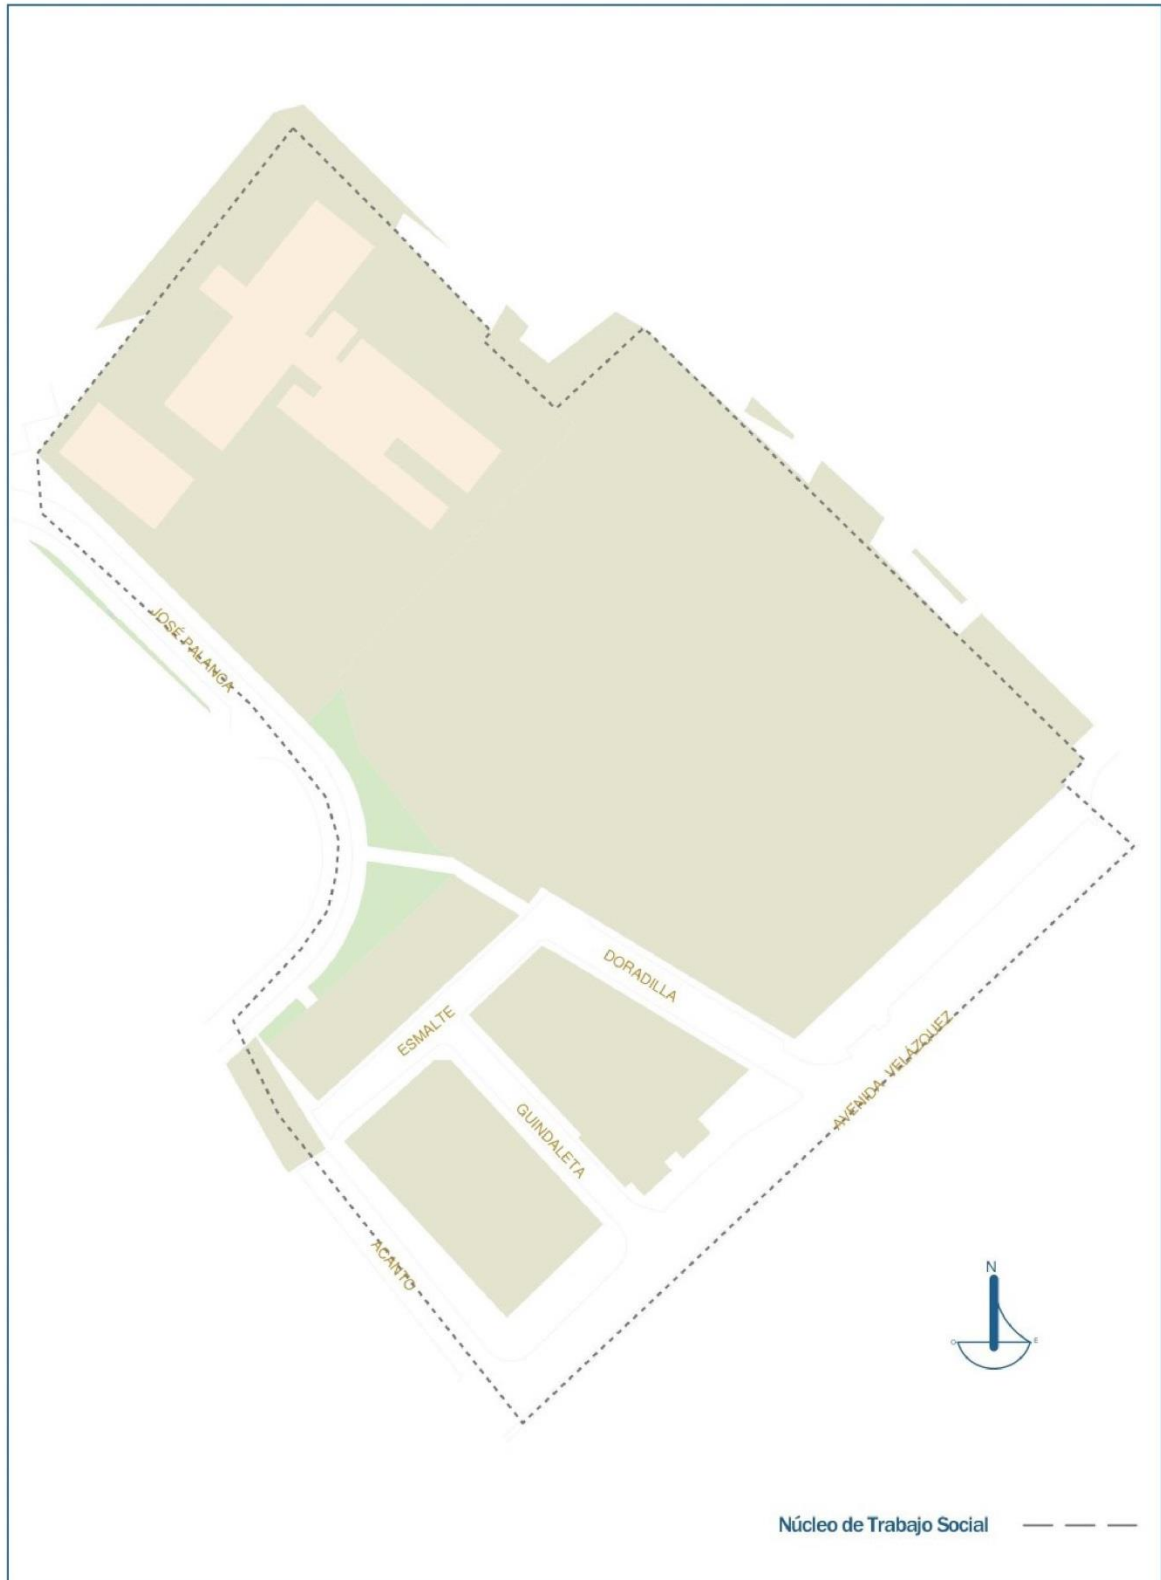 JOSÉ PALANCA
DORADILLA
ESMALTE
AVENIDA VELÁZQUEZ
GUINDALETA
ACANTO
N
O
E
Núcleo de Trabajo Social